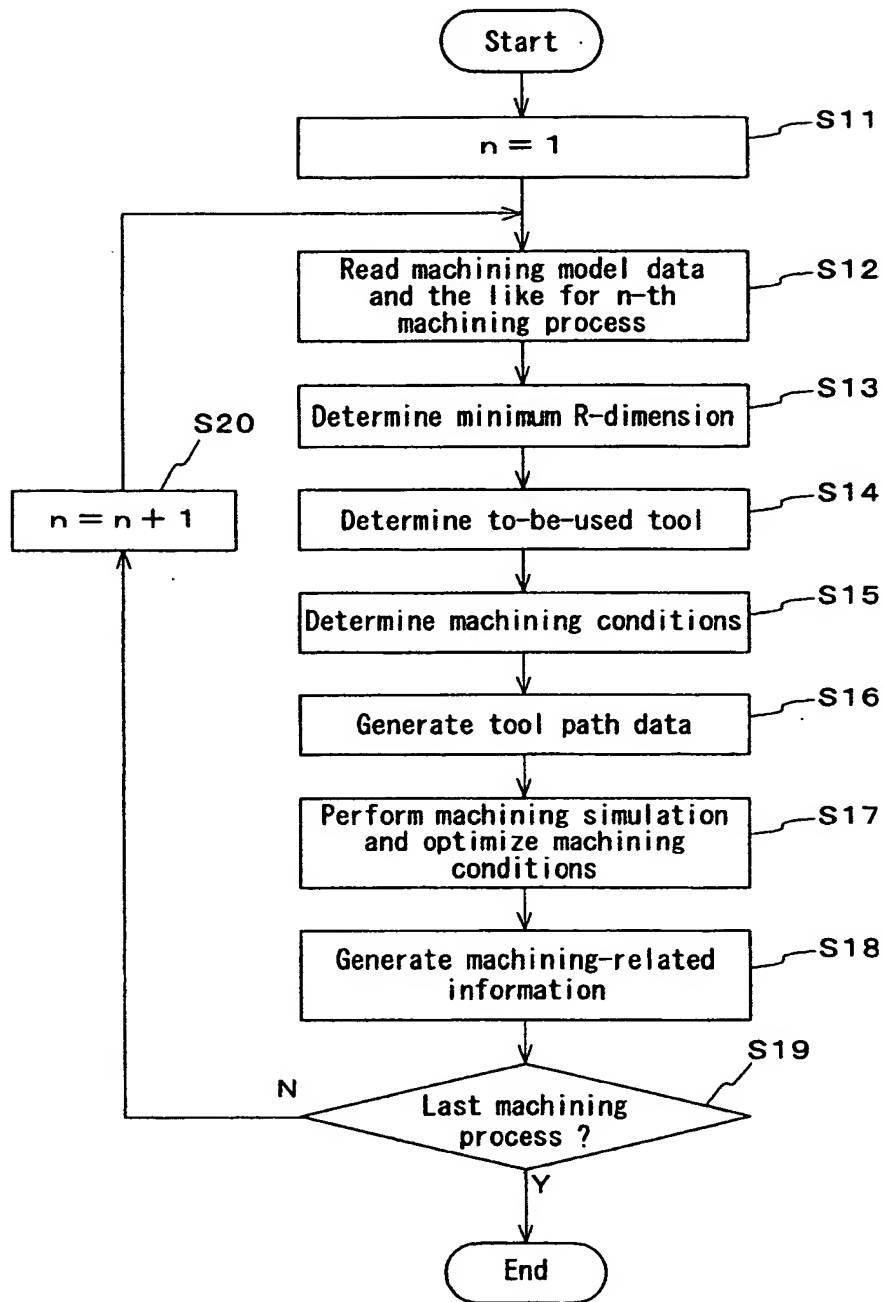 Start
S11
n = 1
S12
Read machining model data
and the like for n-th
machining process
S13
Determine minimum R-dimension
S20
n = n + 1
S14
Determine to-be-used tool
S15
Determine machining conditions
S16
Generate tool path data
S17
Perform machining simulation
and optimize machining
conditions
S18
Generate machining-related
information
S19
N
Last machining
process ?
Y
End